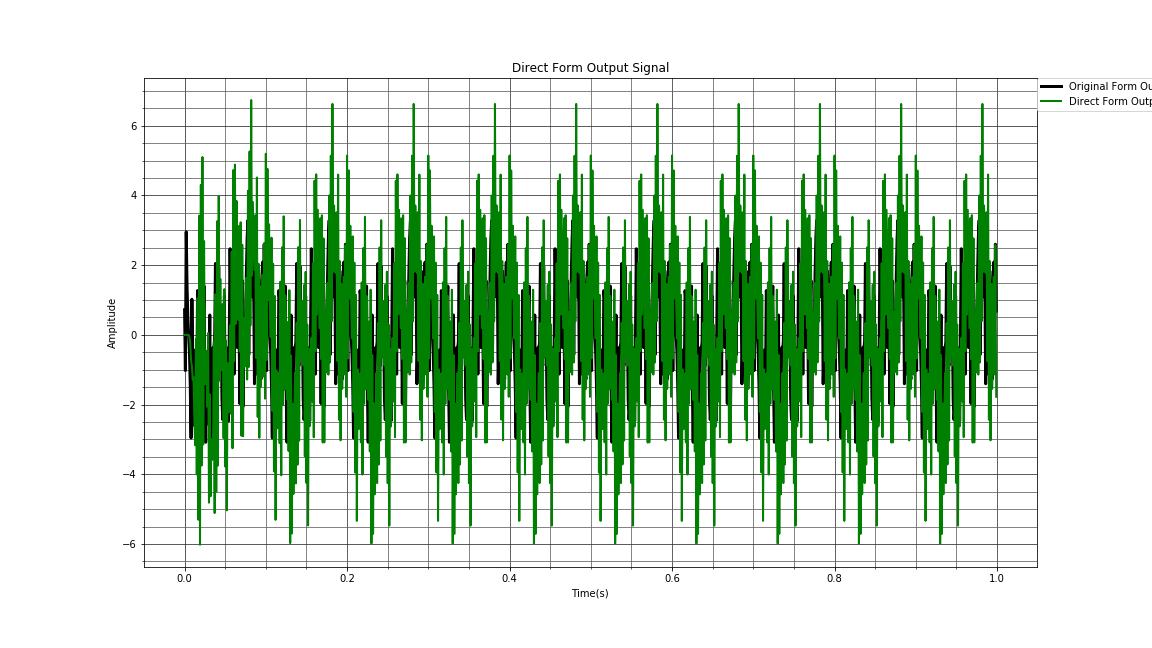 Direct Form Output Signal
Original Form Ou
Direct Form Outp
6
4
2
0
−2
−4
−6
Amplitude
0.0 0.2 0.4 0.6 0.8 1.0
Time(s)